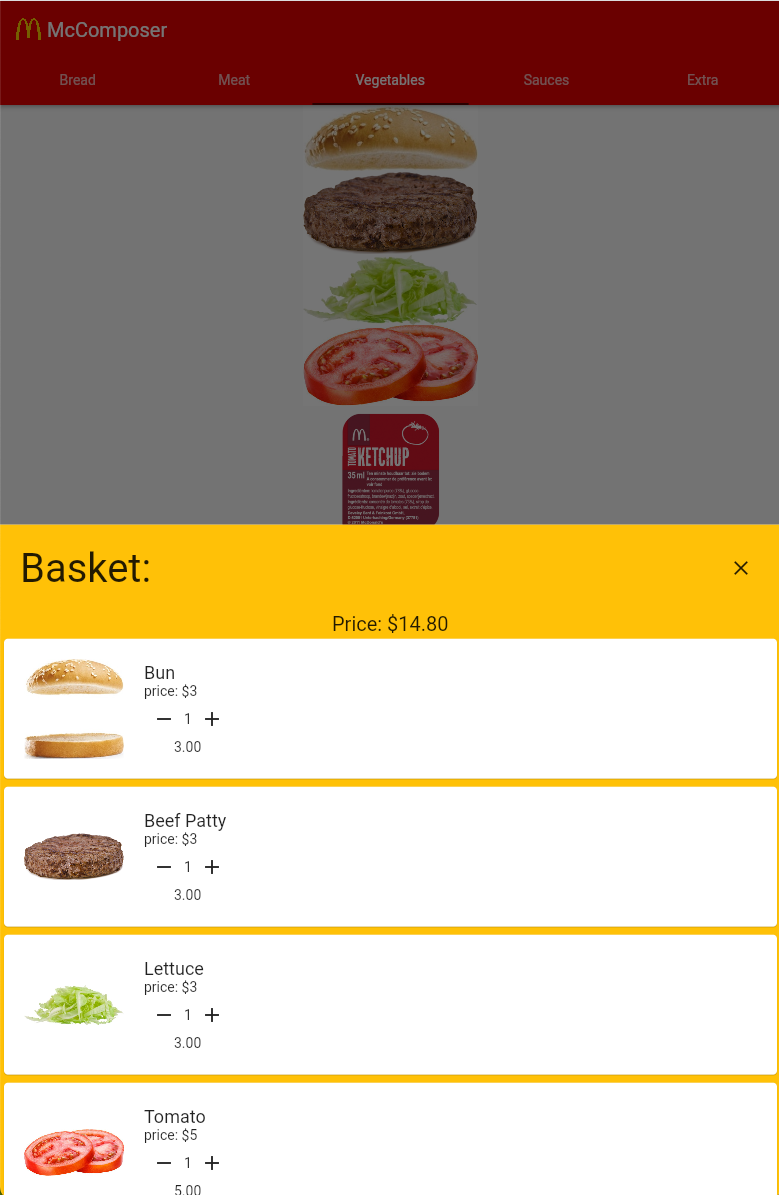 McComposer
Bread
Meat
Vegetables
Sauces
Extra
TOMATO
KETCHUP
35 ml
Basket:
Price: $14.80
Bun
price: $3
1
3.00
Beef Patty
price: $3
1
3.00
Lettuce
price: $3
1
3.00
Tomato
price: $5
1
5.00